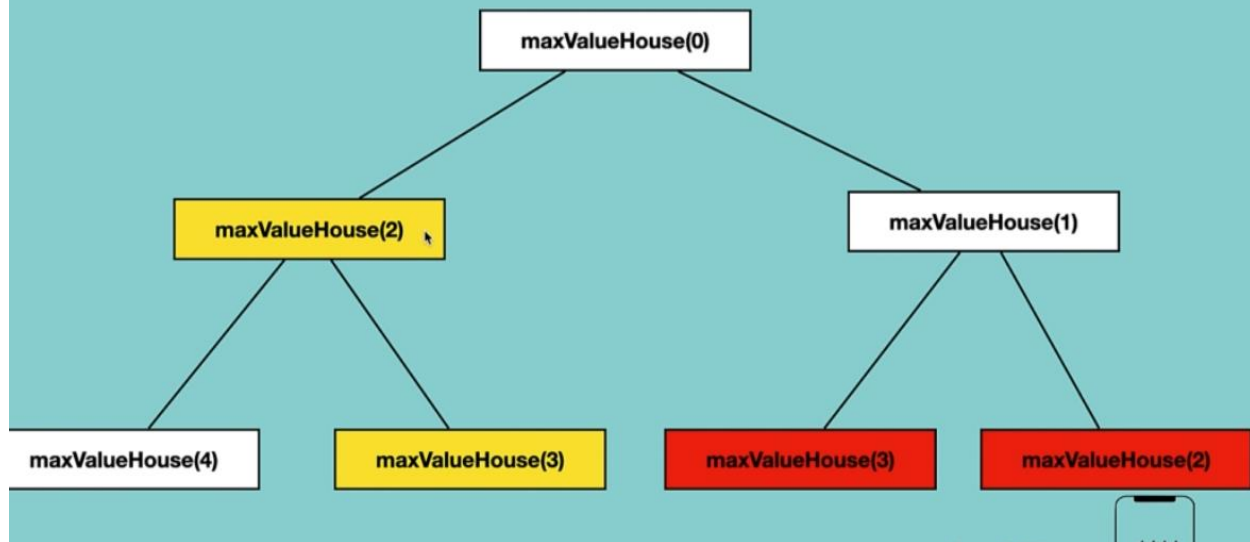 maxValueHouse(0)
maxValueHouse(2)
maxValueHouse(1)
maxValueHouse(4)
maxValueHouse(3)
maxValueHouse(3)
maxValueHouse(2)